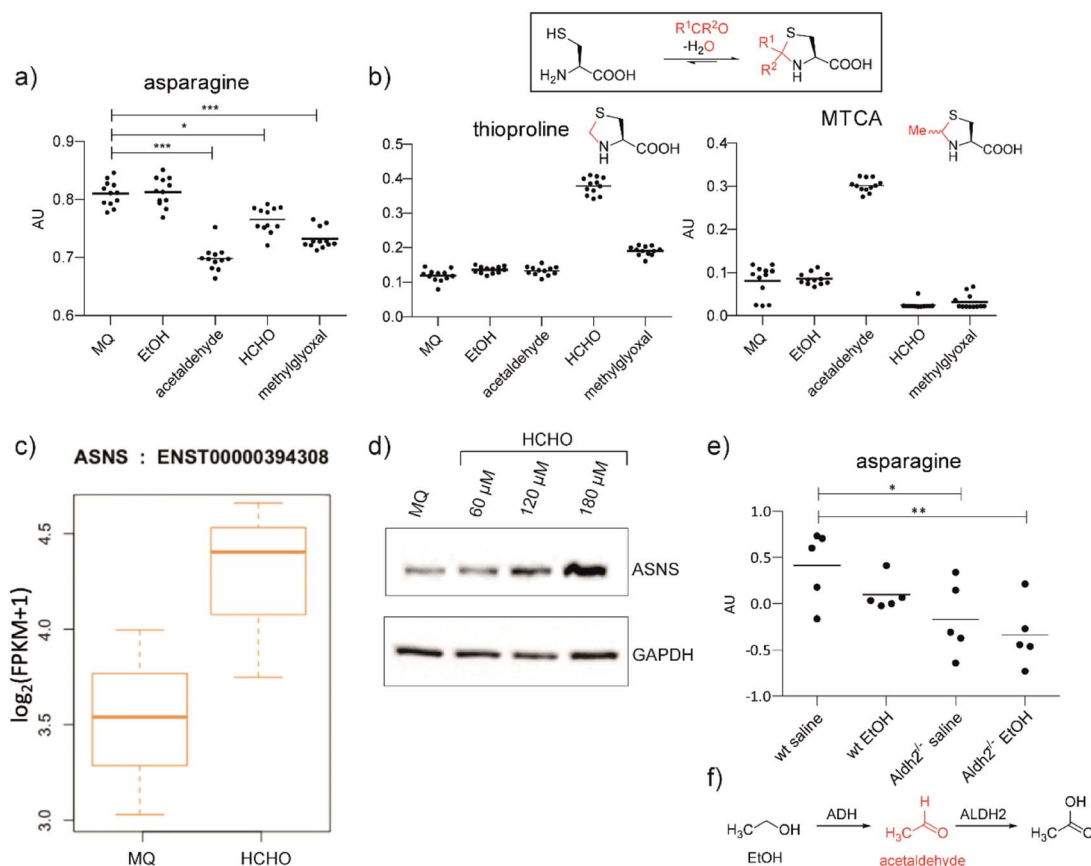 a)
asparagine
***
*
***
AU
0.9
0.8
0.7
0.6
MQ
EtOH
acetaldehyde
HCHO
methylglyoxal
b)
HS
H₂N
COOH
R¹CR²O
-H₂O
R¹
R²
S
NH
COOH
thioproline
S
N
H
COOH
0.5
0.4
0.3
0.2
0.1
0.0
MQ
EtOH
acetaldehyde
HCHO
methylglyoxal
MTCA
Me
S
NH
COOH
AU
0.4
0.3
0.2
0.1
0.0
MQ
EtOH
acetaldehyde
HCHO
methylglyoxal
c)
ASNS : ENST00000394308
log₂(FPKM+1)
4.5
4.0
3.5
3.0
MQ
HCHO
d)
HCHO
MQ
60 µM
120 µM
180 µM
ASNS
GAPDH
e)
asparagine
*
**
AU
1.0
0.5
0.0
-0.5
-1.0
wt saline
wt EtOH
Aldh2⁻/⁻ saline
Aldh2⁻/⁻ EtOH
f)
H₃C
OH
EtOH
ADH
H
H₃C
O
acetaldehyde
ALDH2
OH
H₃C
O